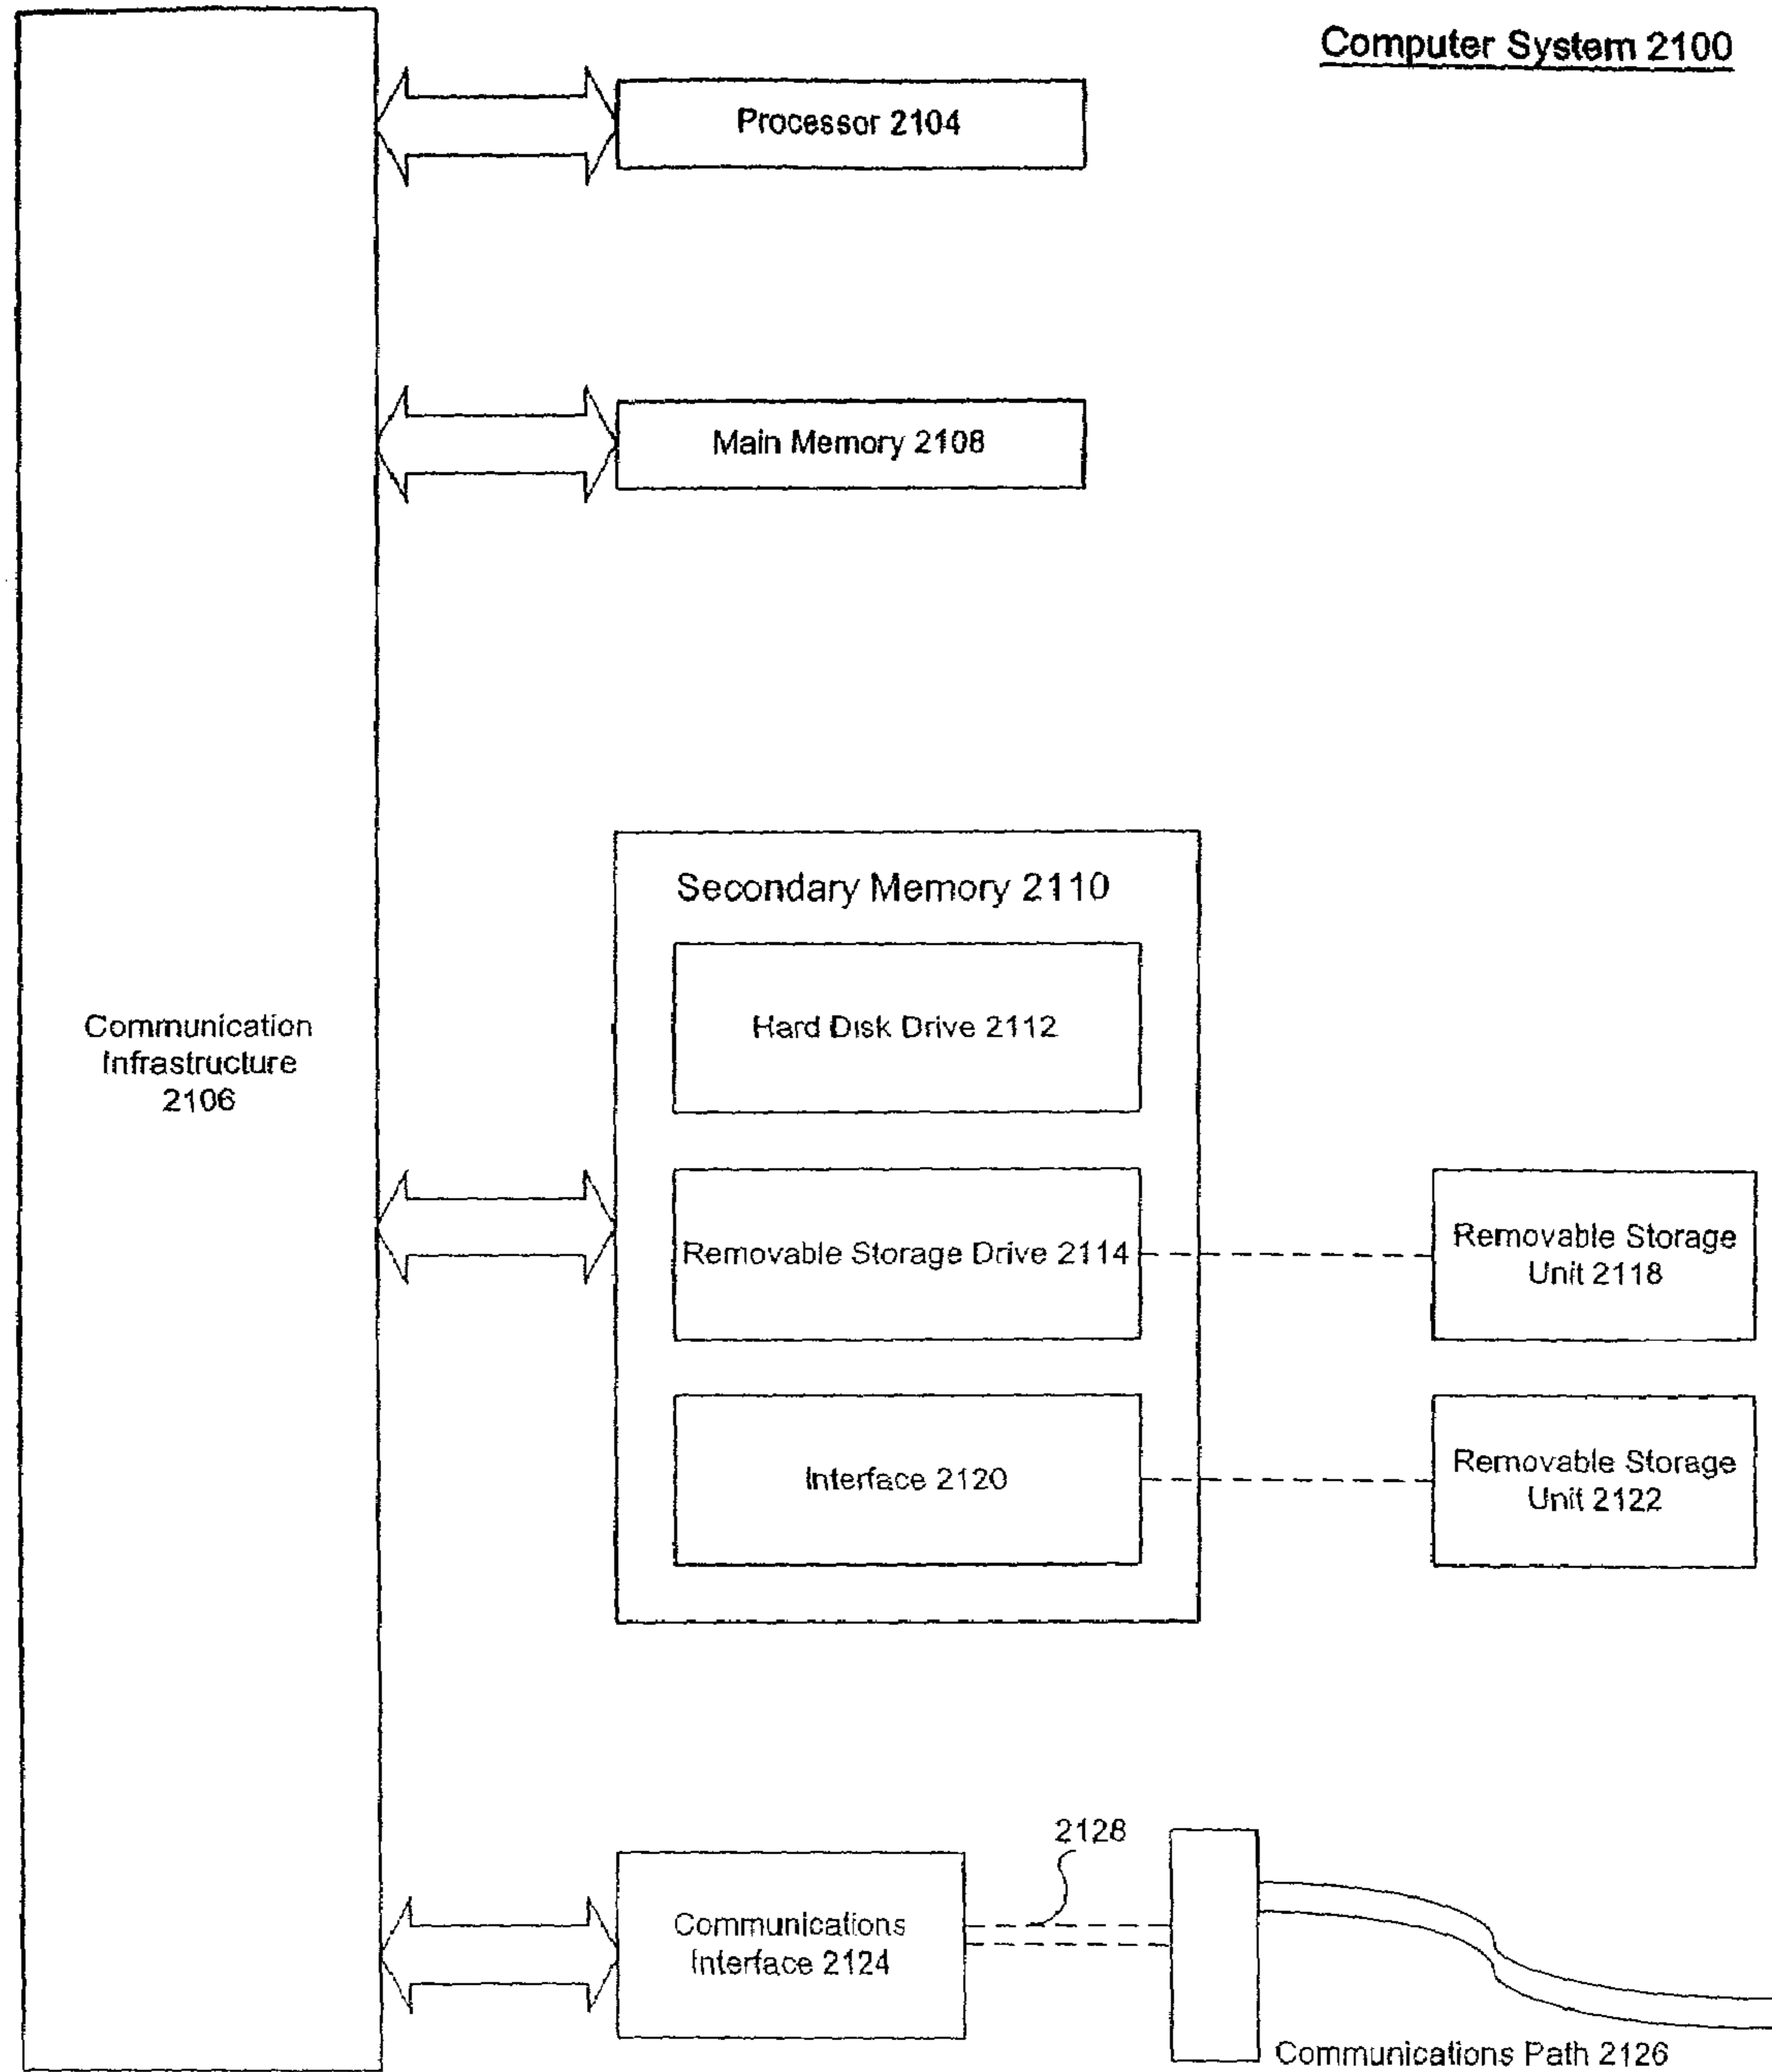 Computer System 2100
Processor 2104
Main Memory 2108
Secondary Memory 2110
Hard Disk Drive 2112
Communication
Infrastructure
2106
Removable Storage Drive 2114
Removable Storage
Unit 2118
Interface 2120
Removable Storage
Unit 2122
2128
Communications
Interface 2124
Communications Path 2126